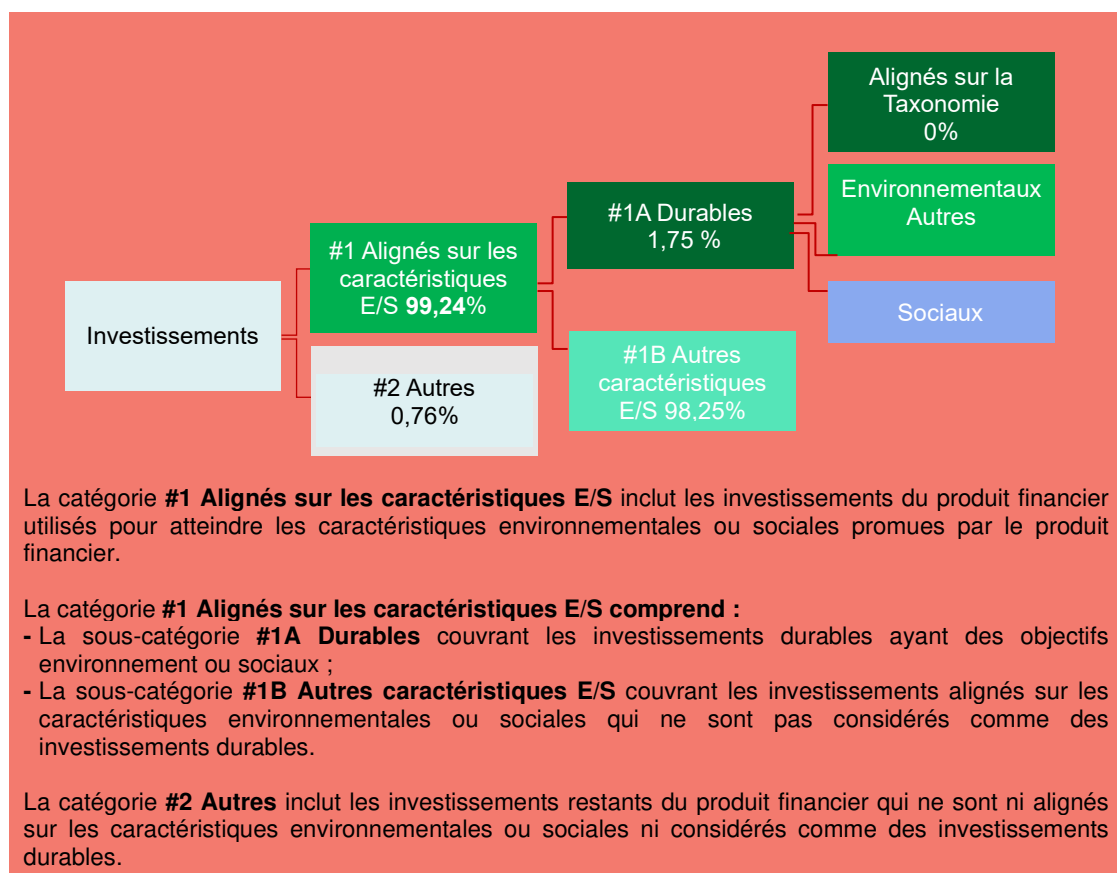 Alignés sur la
Taxonomie
0%
Environnementaux
Autres
#1A Durables
1,75 %
#1 Alignés sur les
caractéristiques
E/S 99,24%
Sociaux
Investissements
#1B Autres
caractéristiques
E/S 98,25%
#2 Autres
0,76%
La catégorie #1 Alignés sur les caractéristiques E/S inclut les investissements du produit financier
utilisés pour atteindre les caractéristiques environnementales ou sociales promues par le produit
financier.
La catégorie #1 Alignés sur les caractéristiques E/S comprend :
- La sous-catégorie #1A Durables couvrant les investissements durables ayant des objectifs
environnement ou sociaux ;
- La sous-catégorie #1B Autres caractéristiques E/S couvrant les investissements alignés sur les
caractéristiques environnementales ou sociales qui ne sont pas considérés comme des
investissements durables.
La catégorie #2 Autres inclut les investissements restants du produit financier qui ne sont ni alignés
sur les caractéristiques environnementales ou sociales ni considérés comme des investissements
durables.